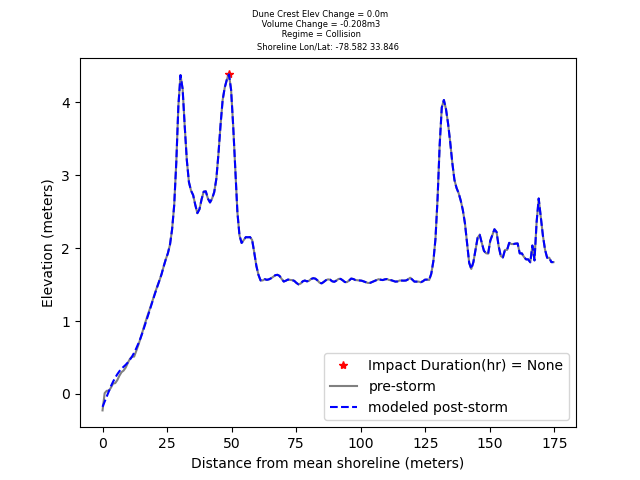 Dune Crest Elev Change = 0.0m
Volume Change = -0.208m3
Regime = Collision
Shoreline Lon/Lat: -78.582 33.846
4
3
2
1
0
Elevation (meters)
Impact Duration(hr) = None
pre-storm
modeled post-storm
0 25 50 75 100 125 150 175
Distance from mean shoreline (meters)